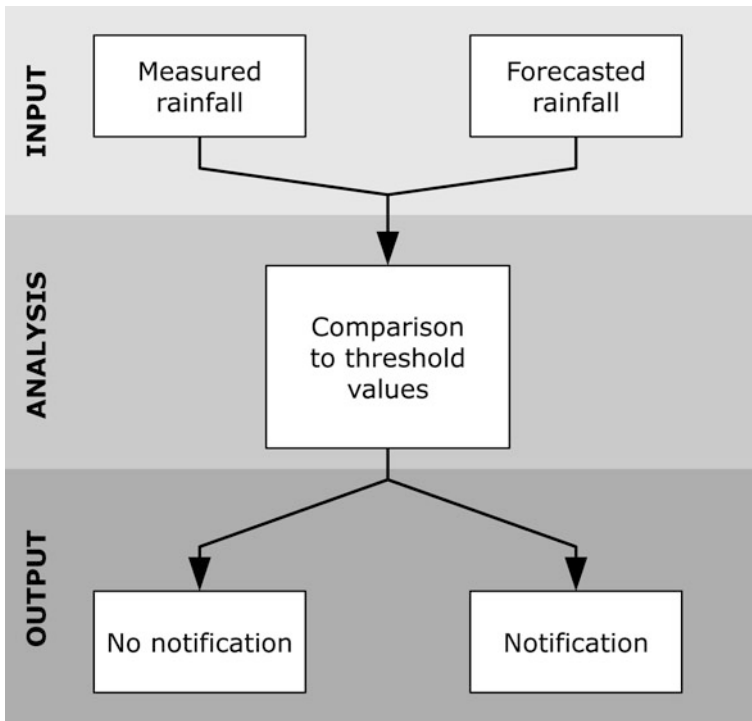 INPUT
Measured
rainfall
Forecasted
rainfall
ANALYSIS
Comparison
to threshold
values
OUTPUT
No notification
Notification